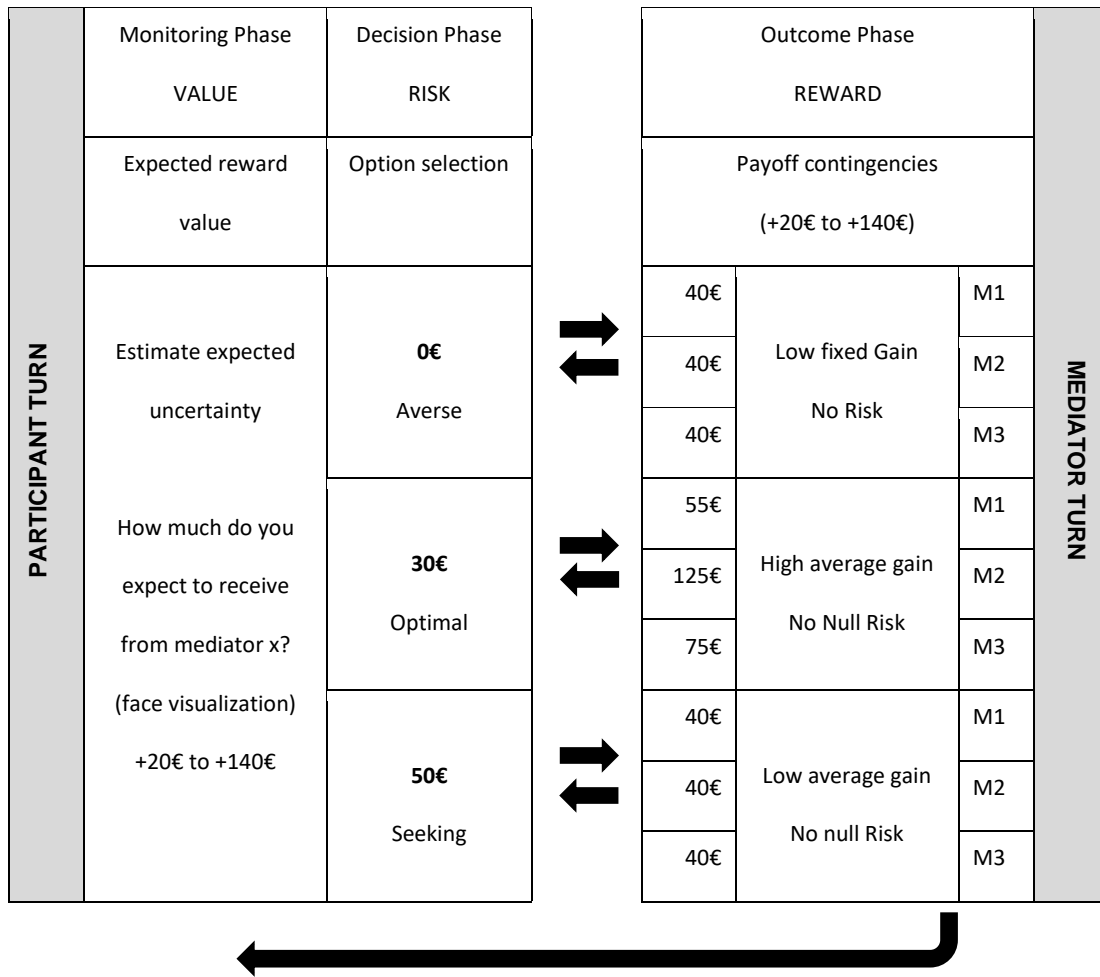 PARTICIPANT TURN
Monitoring Phase
VALUE
Decision Phase
RISK
Expected reward
value
Option selection
Estimate expected
uncertainty
How much do you
expect to receive
from mediator x?
(face visualization)
+20€ to +140€
0€
Averse
30€
Optimal
50€
Seeking
Outcome Phase
REWARD
Payoff contingencies
(+20€ to +140€)
40€
40€
40€
Low fixed Gain
No Risk
M1
M2
M3
55€
125€
75€
High average gain
No Null Risk
M1
M2
M3
40€
40€
40€
Low average gain
No null Risk
M1
M2
M3
MEDIATOR TURN